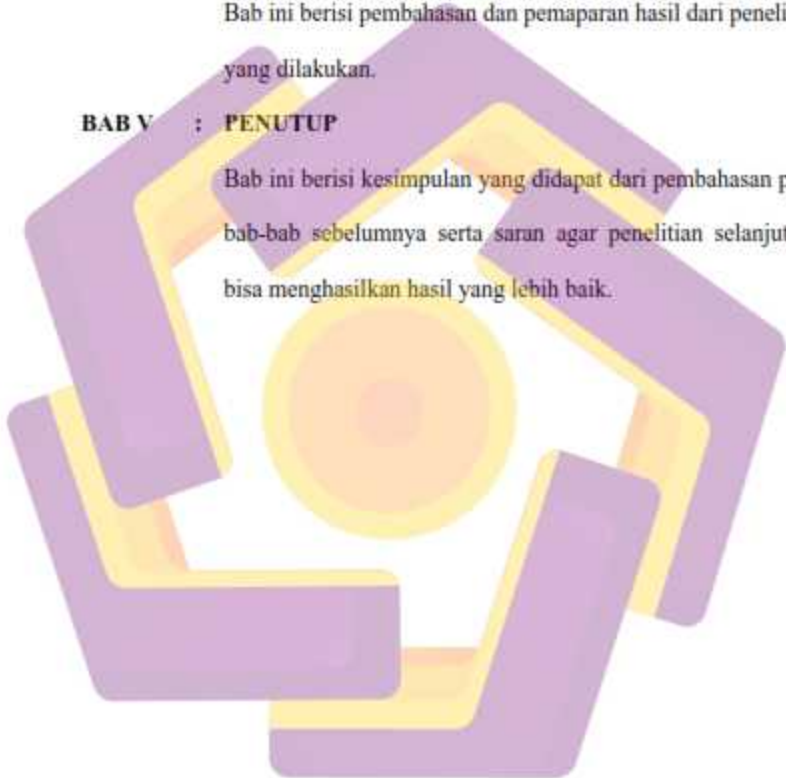 Bab ini berisi pembahasan dan pemaparan hasil dari peneli
yang dilakukan.
BAB V : PENUTUP
Bab ini berisi kesimpulan yang didapat dari pembahasan p
bab-bab sebelumnya serta saran agar penelitian selanjut
bisa menghasilkan hasil yang lebih baik.